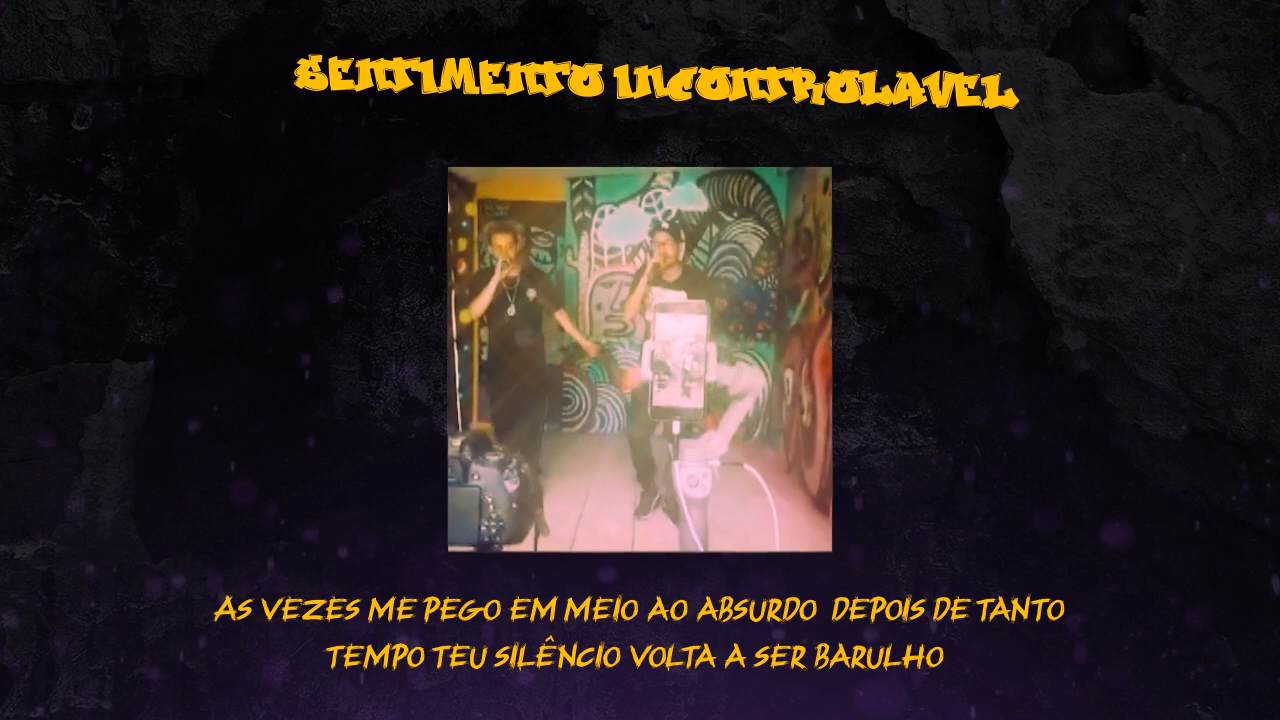 SENTIMENTO INCONTROLAVEL
AS VEZES ME PEGO EM MEIO AO ABSURDO DEPOIS DE TANTO
TEMPO TEU SILÊNCIO VOLTA A SER BARULHO